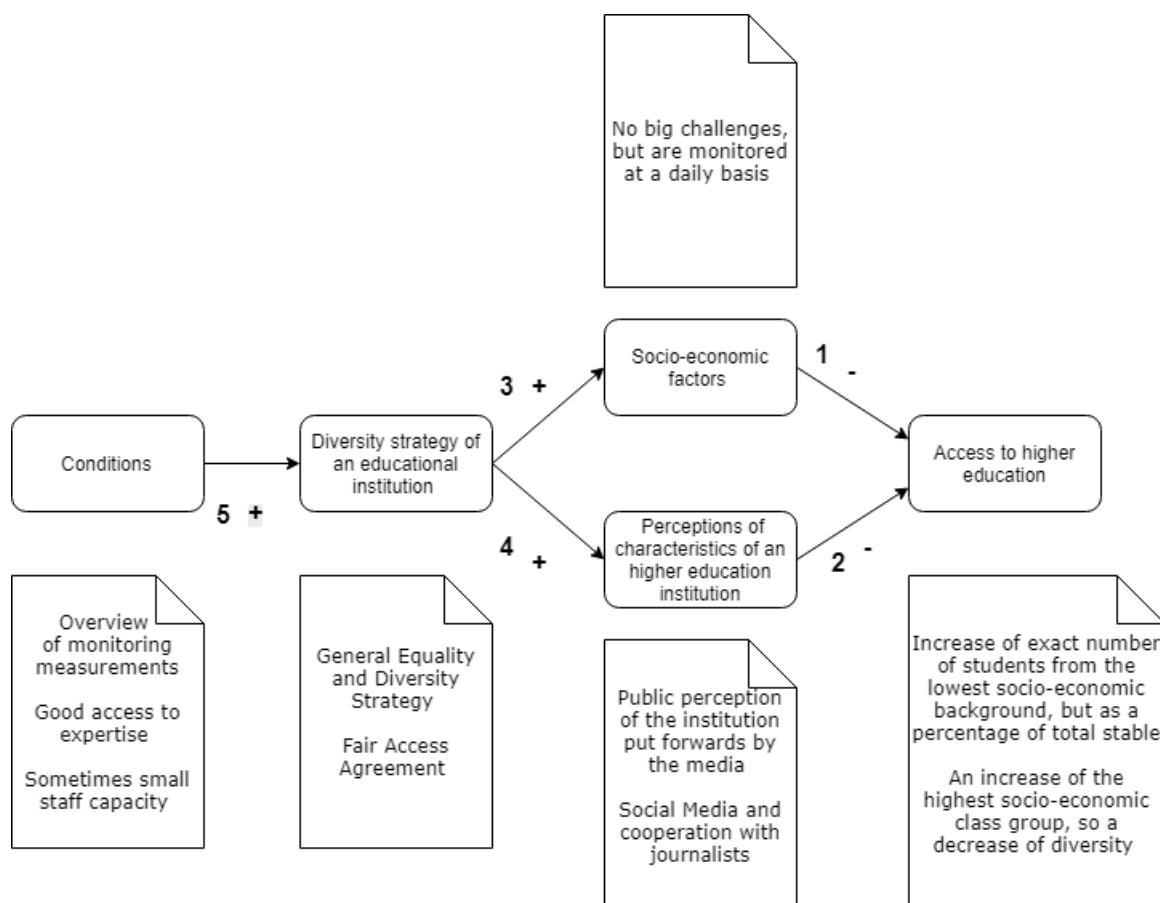 No big challenges,
but are monitored
at a daily basis
Conditions
5 +
Diversity strategy of
an educational
institution
3 +
4 +
Socio-economic
factors
Perceptions of
characteristics of an
higher education
institution
1 -
2 -
Access to higher
education
Overview
of monitoring
measurements
Good access to
expertise
Sometimes small
staff capacity
General Equality
and Diversity
Strategy
Fair Access
Agreement
Public perception
of the institution
put forwards by
the media
Social Media and
cooperation with
journalists
Increase of exact number
of students from the
lowest socio-economic
background, but as a
percentage of total stable
An increase of the
highest socio-economic
class group, so a
decrease of diversity